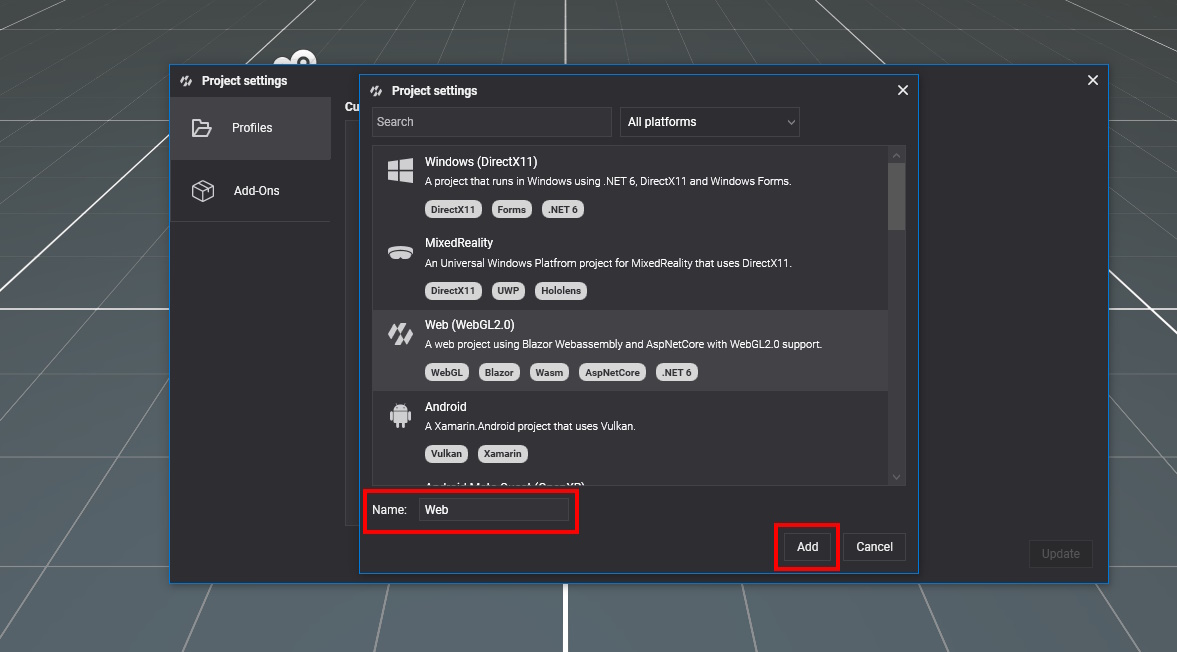 Project settings
Profiles
Add-Ons
Cu
Project settings
Search
All platforms
Windows (DirectX11)
A project that runs in Windows using .NET 6, DirectX11 and Windows Forms.
DirectX11 Forms .NET 6
MixedReality
An Universal Windows Platfrom project for MixedReality that uses DirectX11.
DirectX11 UWP Hololens
Web (WebGL2.0)
A web project using Blazor Webassembly and AspNetCore with WebGL2.0 support.
WebGL Blazor Wasm AspNetCore .NET 6
Android
A Xamarin.Android project that uses Vulkan.
Vulkan Xamarin
Android Meta Quest (OpenXR)
Name: Web
Add Cancel
Update